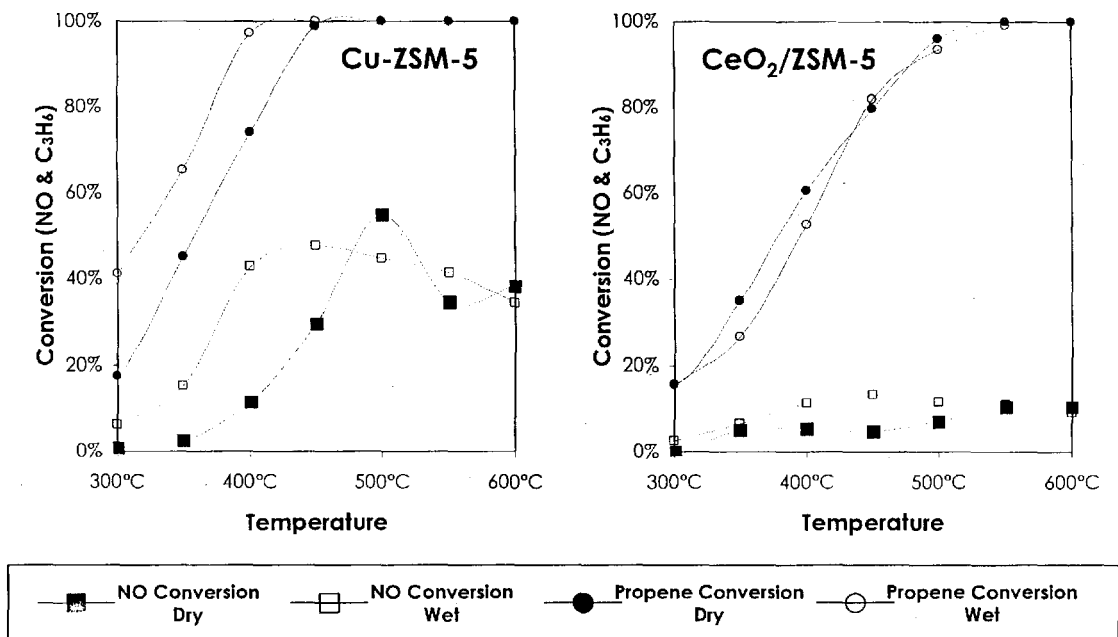 Cu-ZSM-5
Conversion (NO & C₃H₆)
100%
80%
60%
40%
20%
0%
300°C
400°C
500°C
600°C
Temperature
CeO₂/ZSM-5
Conversion (NO & C₃H₆)
100%
80%
60%
40%
20%
0%
300°C
400°C
500°C
600°C
Temperature
NO Conversion
Dry
NO Conversion
Wet
Propene Conversion
Dry
Propene Conversion
Wet